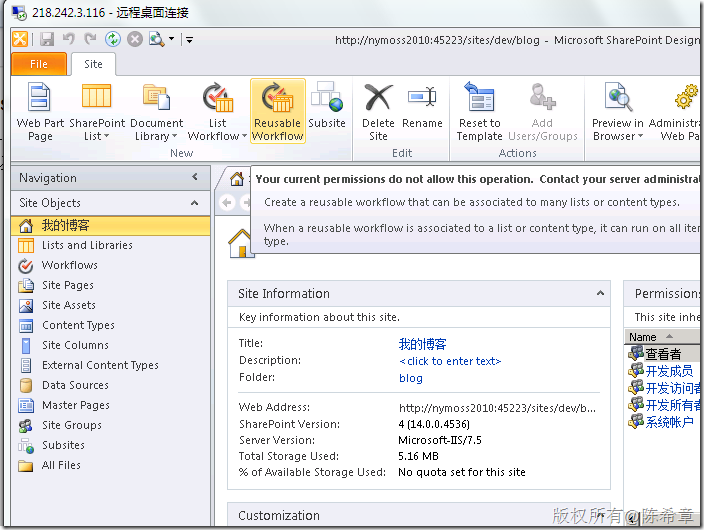 218.242.3.116 - 远程桌面连接
http://nymoss2010:45223/sites/dev/blog - Microsoft SharePoint Design
File
Site
Web Part Page
SharePoint List
Document Library
List Workflow
Reusable Workflow
Subsite
Delete Site
Rename
Reset to Template
Add Users/Groups
Preview in Browser
Administra
Web Pa
New
Edit
Actions
Navigation
Your current permissions do not allow this operation. Contact your server administrat
Site Objects
Create a reusable workflow that can be associated to many lists or content types.
我的博客
When a reusable workflow is associated to a list or content type, it can run on all iter
type.
Lists and Libraries
Workflows
Site Pages
Site Assets
Content Types
Site Columns
External Content Types
Data Sources
Master Pages
Site Groups
Subsites
All Files
Site Information
Key information about this site.
Title: 我的博客
Description: <click to enter text>
Folder: blog
Web Address: http://nymoss2010:45223/sites/dev/b...
SharePoint Version: 4 (14.0.0.4536)
Server Version: Microsoft-IIS/7.5
Total Storage Used: 5.16 MB
% of Available Storage Used: No quota set for this site
Customization
Permissions
This site inhe
Name
查看者
开发成员
开发访问者
开发所有者
系统帐户
版权所有@陈希章